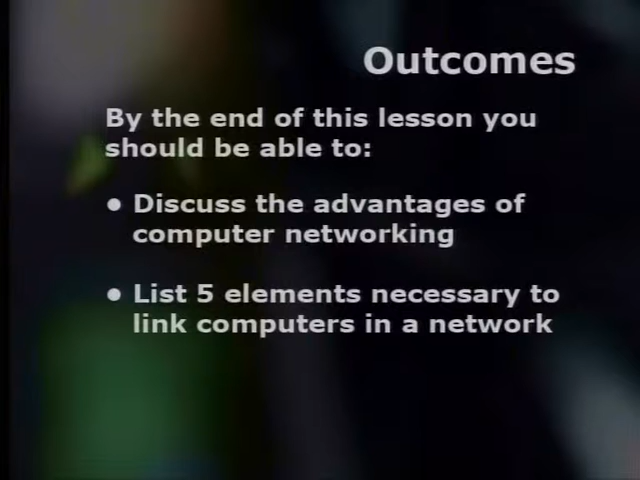 Outcomes
By the end of this lesson you
should be able to:
• Discuss the advantages of
computer networking
• List 5 elements necessary to
link computers in a network